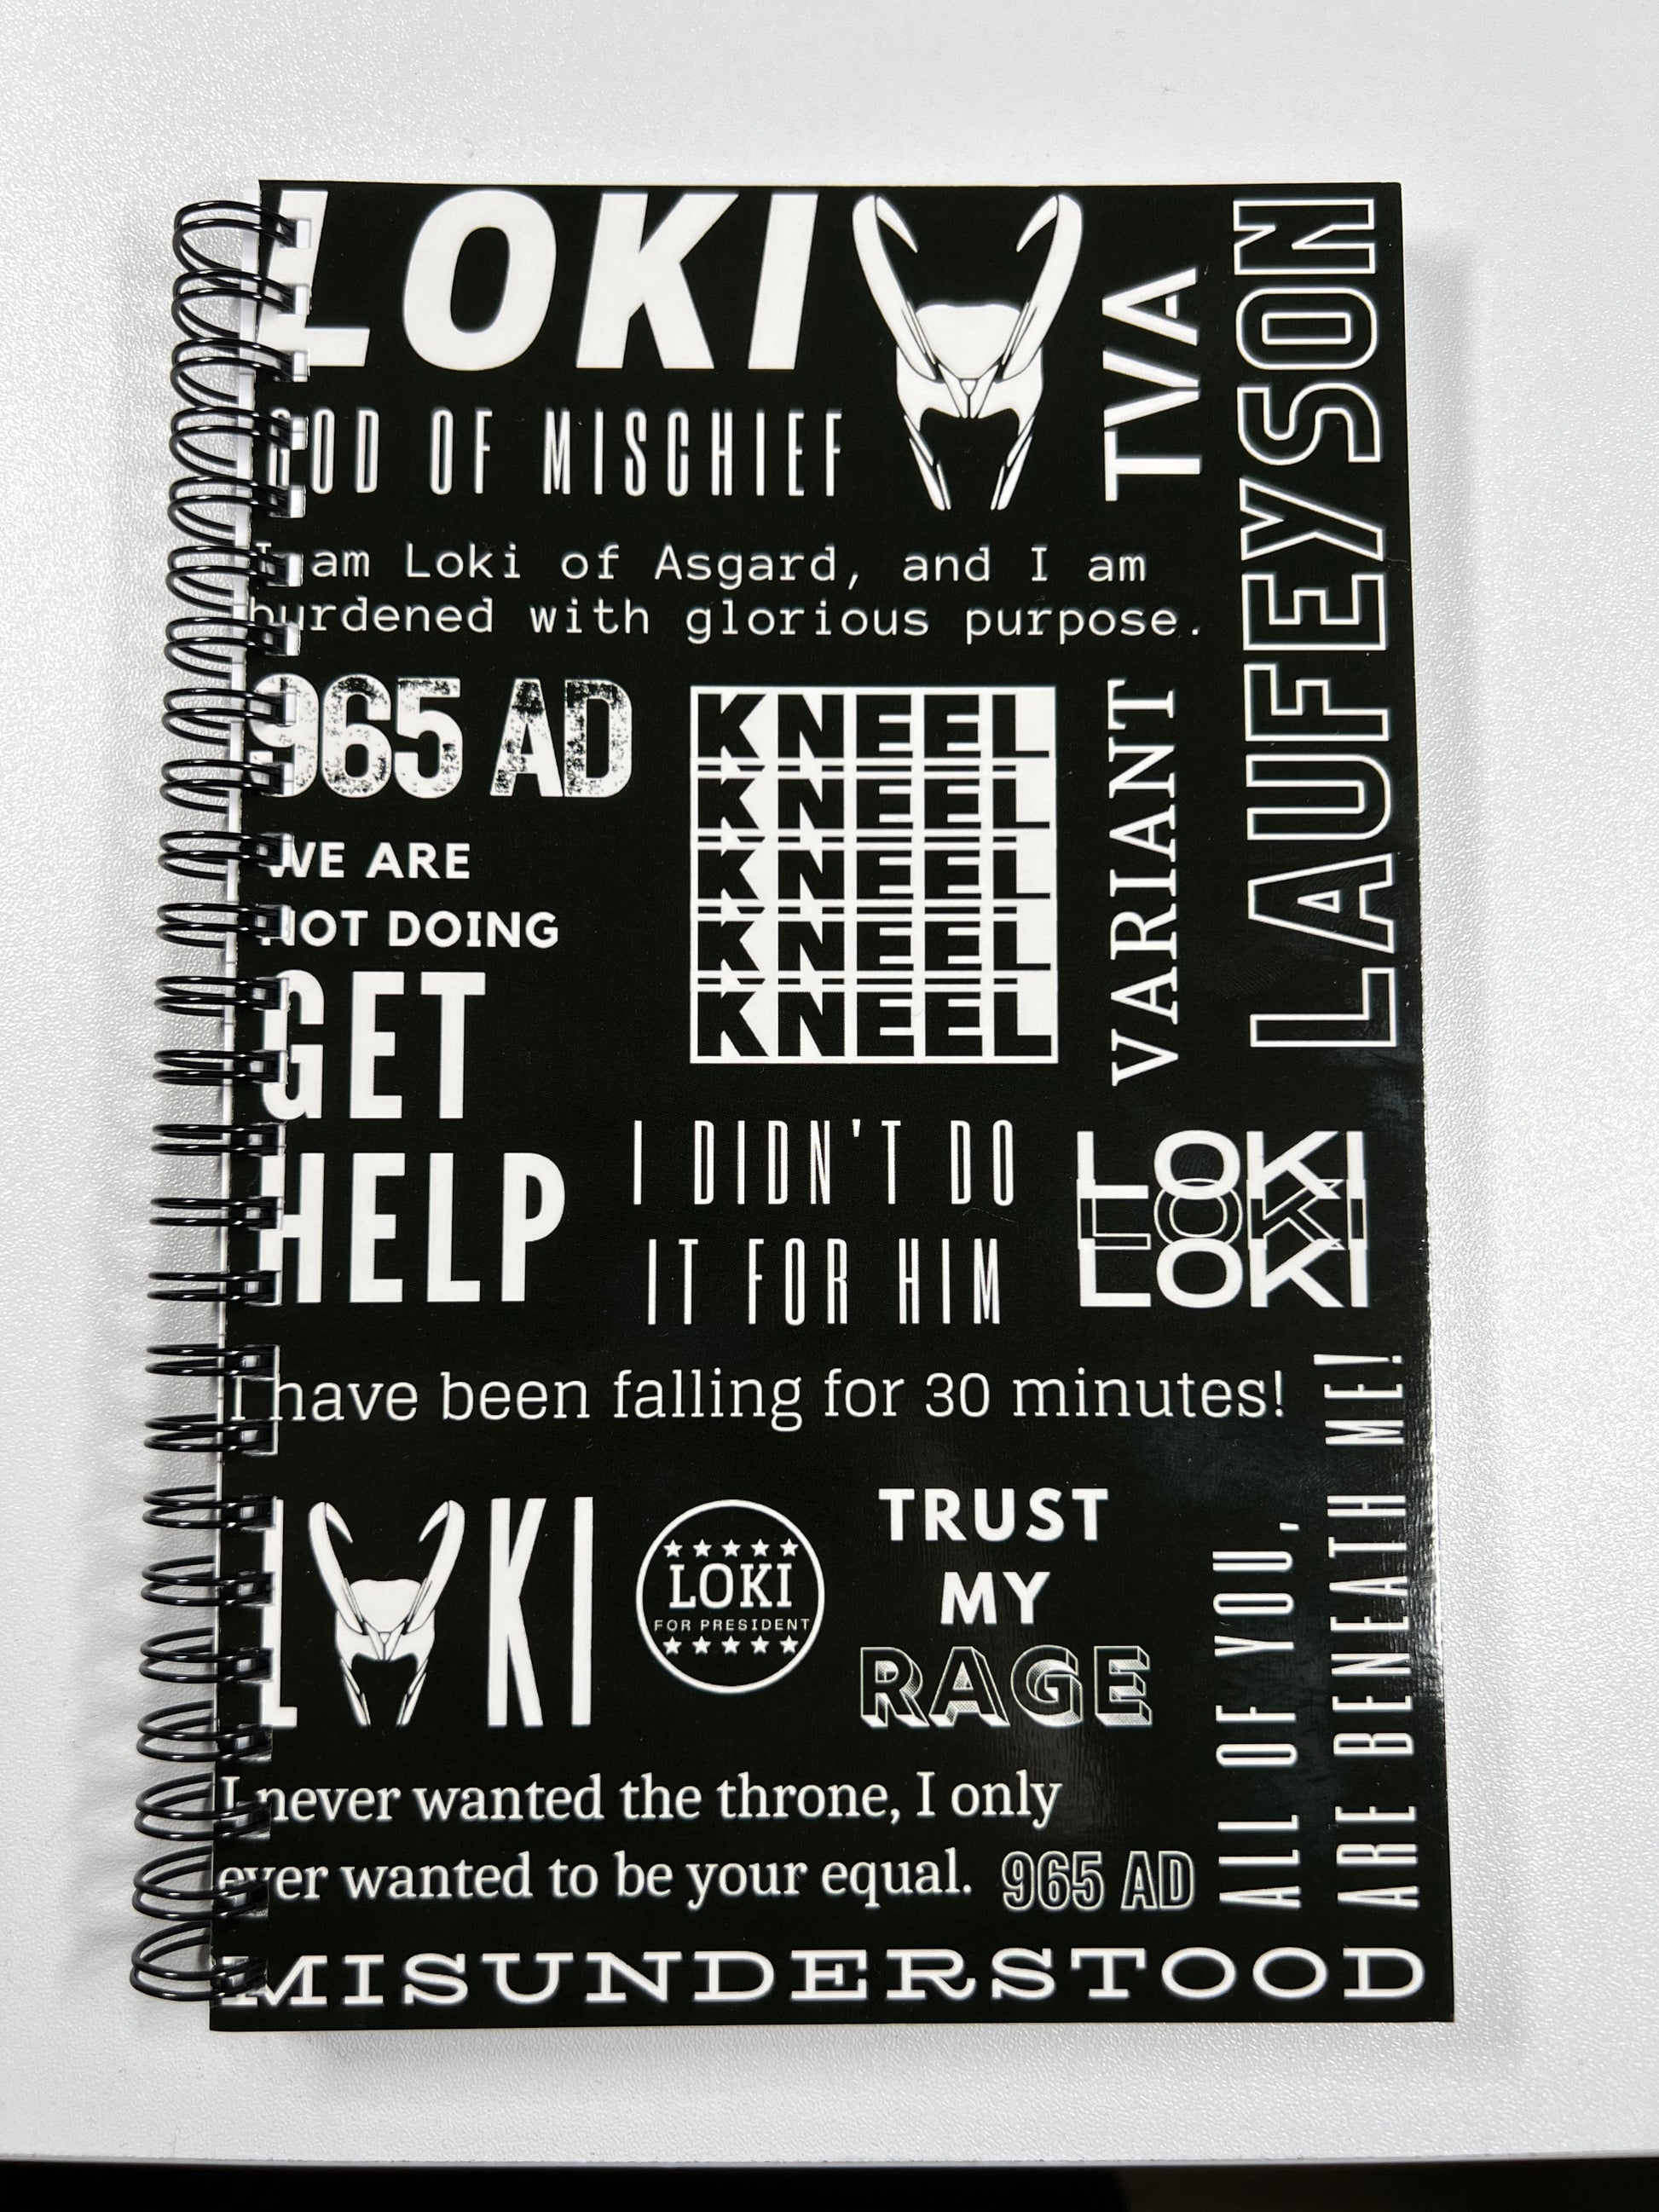 LOKI
GOD OF MISCHIEF
TVA
LAUFEYSON
I am Loki of Asgard, and I am
burdened with glorious purpose.
965 AD
KNEEL
KNEEL
KNEEL
KNEEL
KNEEL
VARIANT
WE ARE
NOT DOING
GET
HELP
I DIDN'T DO
IT FOR HIM
LOKI
LOKI
LOKI
I have been falling for 30 minutes!
L KI
LOKI
FOR PRESIDENT
TRUST
MY
RAGE
ALL OF YOU,
ARE BENEATH ME!
I never wanted the throne, I only
ever wanted to be your equal.
965 AD
MISUNDERSTOOD